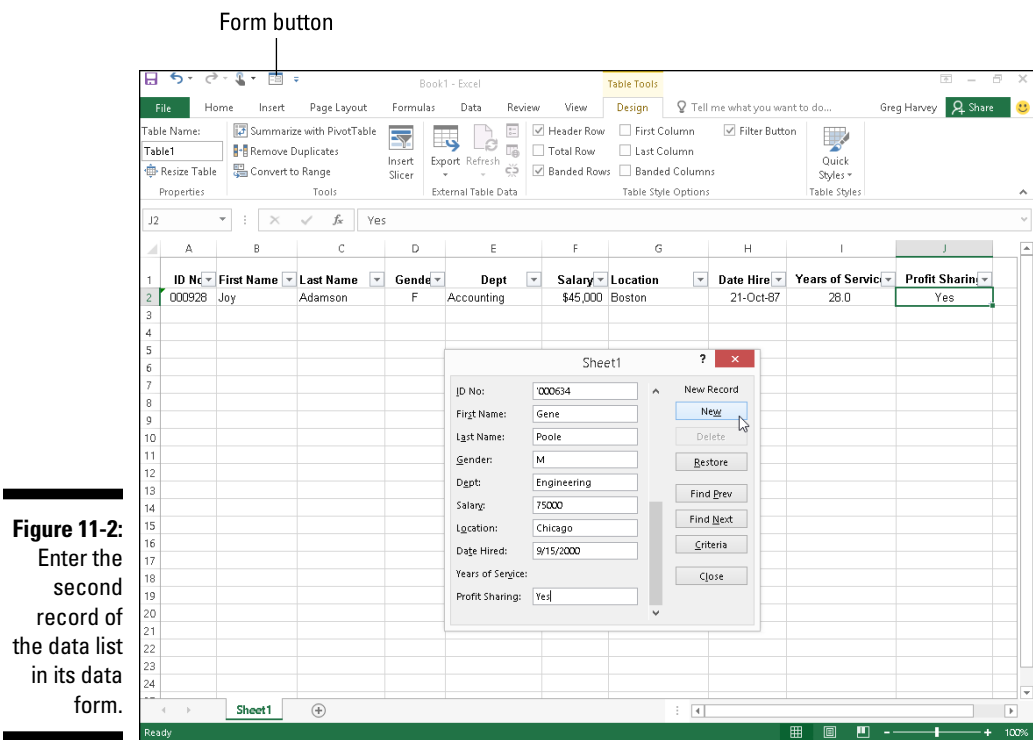 Form button
Book1 - Excel
Table Tools
File Home Insert Page Layout Formulas Data Review View Design Tell me what you want to do... Greg Harvey Share
Table Name:
Table1
Resize Table
Properties
Summarize with PivotTable
Remove Duplicates
Convert to Range
Tools
Insert
Slicer
Export Refresh
External Table Data
Header Row First Column Filter Button
Total Row Last Column
Banded Rows Banded Columns
Table Style Options
Quick
Styles
Table Styles
J2 fx Yes
A B C D E F G H I J
1 ID No First Name Last Name Gende Dept Salary Location Date Hire Years of Servic Profit Sharin
2 000928 Joy Adamson F Accounting $45,000 Boston 21-Oct-87 28.0 Yes
3
4
5
6
7
8
9
10
11
12
13
14
15
16
17
18
19
20
21
22
23
24
Sheet1 ?
ID No: '000634
First Name: Gene
Last Name: Poole
Gender: M
Dept: Engineering
Salary: 75000
Location: Chicago
Date Hired: 9/15/2000
Years of Service:
Profit Sharing: Yes
New Record
New
Delete
Restore
Find Prev
Find Next
Criteria
Close
Sheet1
Ready 100%
Figure 11-2:
Enter the
second
record of
the data list
in its data
form.